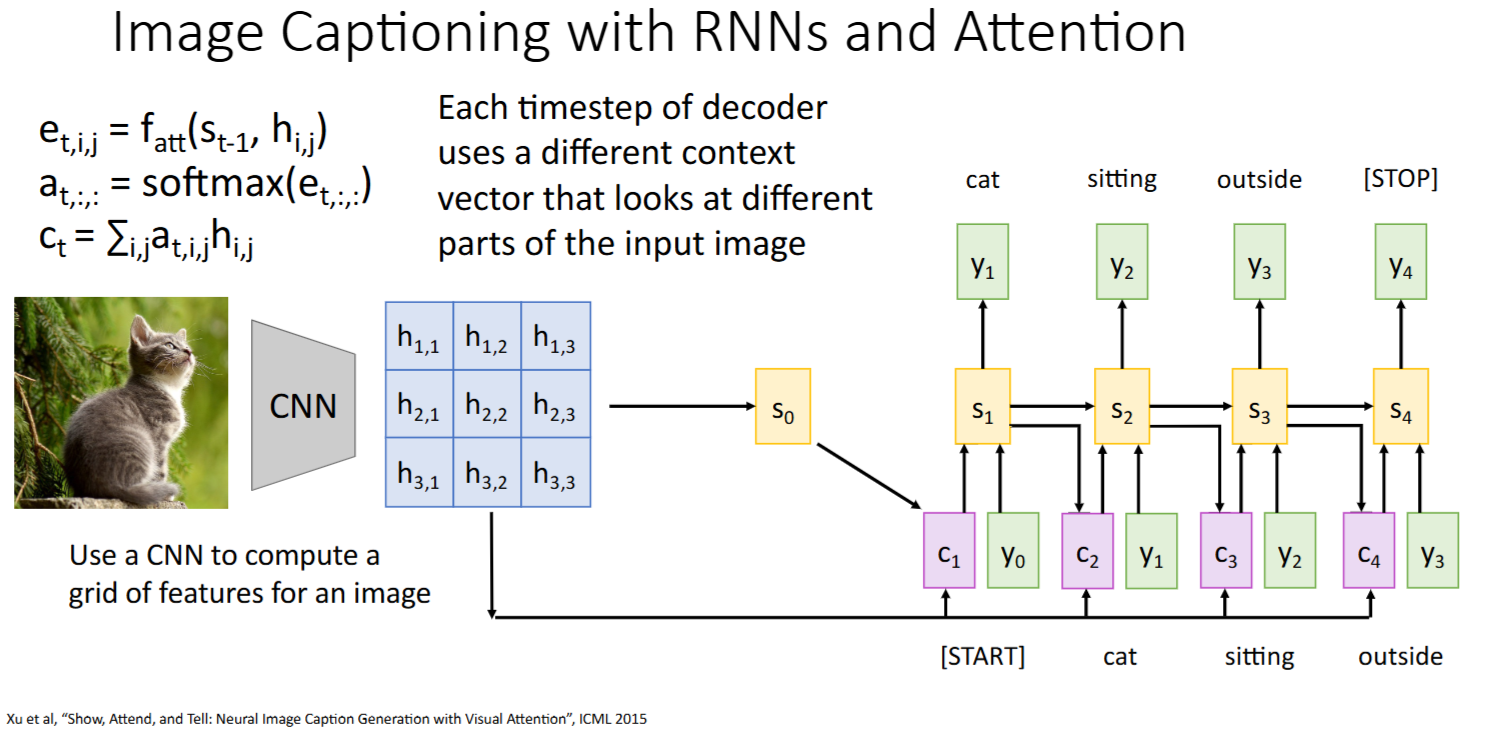 Image Captioning with RNNs and Attention
e_{t,i,j} = f_{att}(s_{t-1}, h_{i,j})
a_{t,:,:} = softmax(e_{t,:,:})
c_t = ∑_{i,j}a_{t,i,j}h_{i,j}
Each timestep of decoder
uses a different context
vector that looks at different
parts of the input image
cat sitting outside [STOP]
y_1 y_2 y_3 y_4
CNN
h_{1,1} h_{1,2} h_{1,3}
h_{2,1} h_{2,2} h_{2,3}
h_{3,1} h_{3,2} h_{3,3}
s_0 s_1 s_2 s_3 s_4
c_1 y_0 c_2 y_1 c_3 y_2 c_4 y_3
Use a CNN to compute a
grid of features for an image
[START] cat sitting outside
Xu et al, “Show, Attend, and Tell: Neural Image Caption Generation with Visual Attention”, ICML 2015